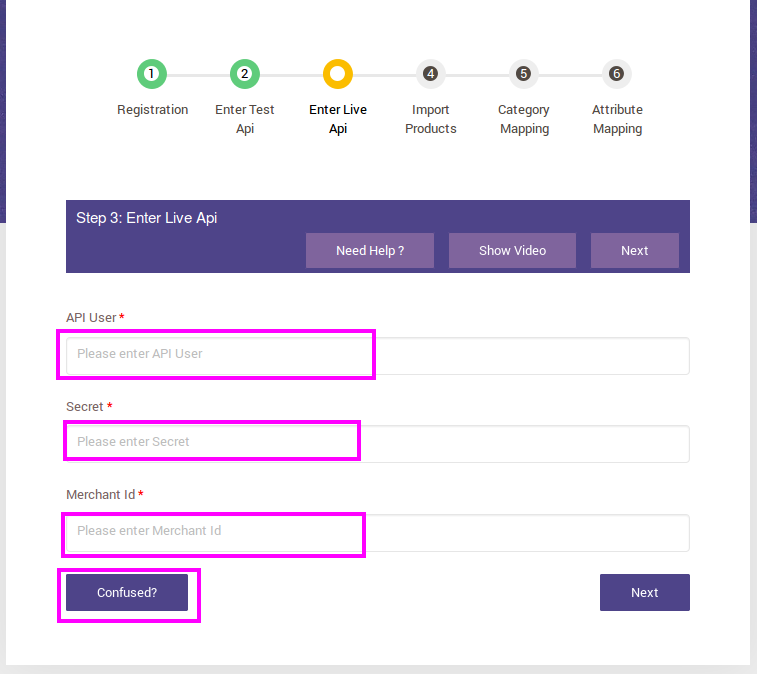 1 2 4 5 6
Registration Enter Test Enter Live Import Category Attribute
Api Api Products Mapping Mapping
Step 3: Enter Live Api
Need Help ? Show Video Next
API User *
Please enter API User
Secret *
Please enter Secret
Merchant Id *
Please enter Merchant Id
Confused? Next